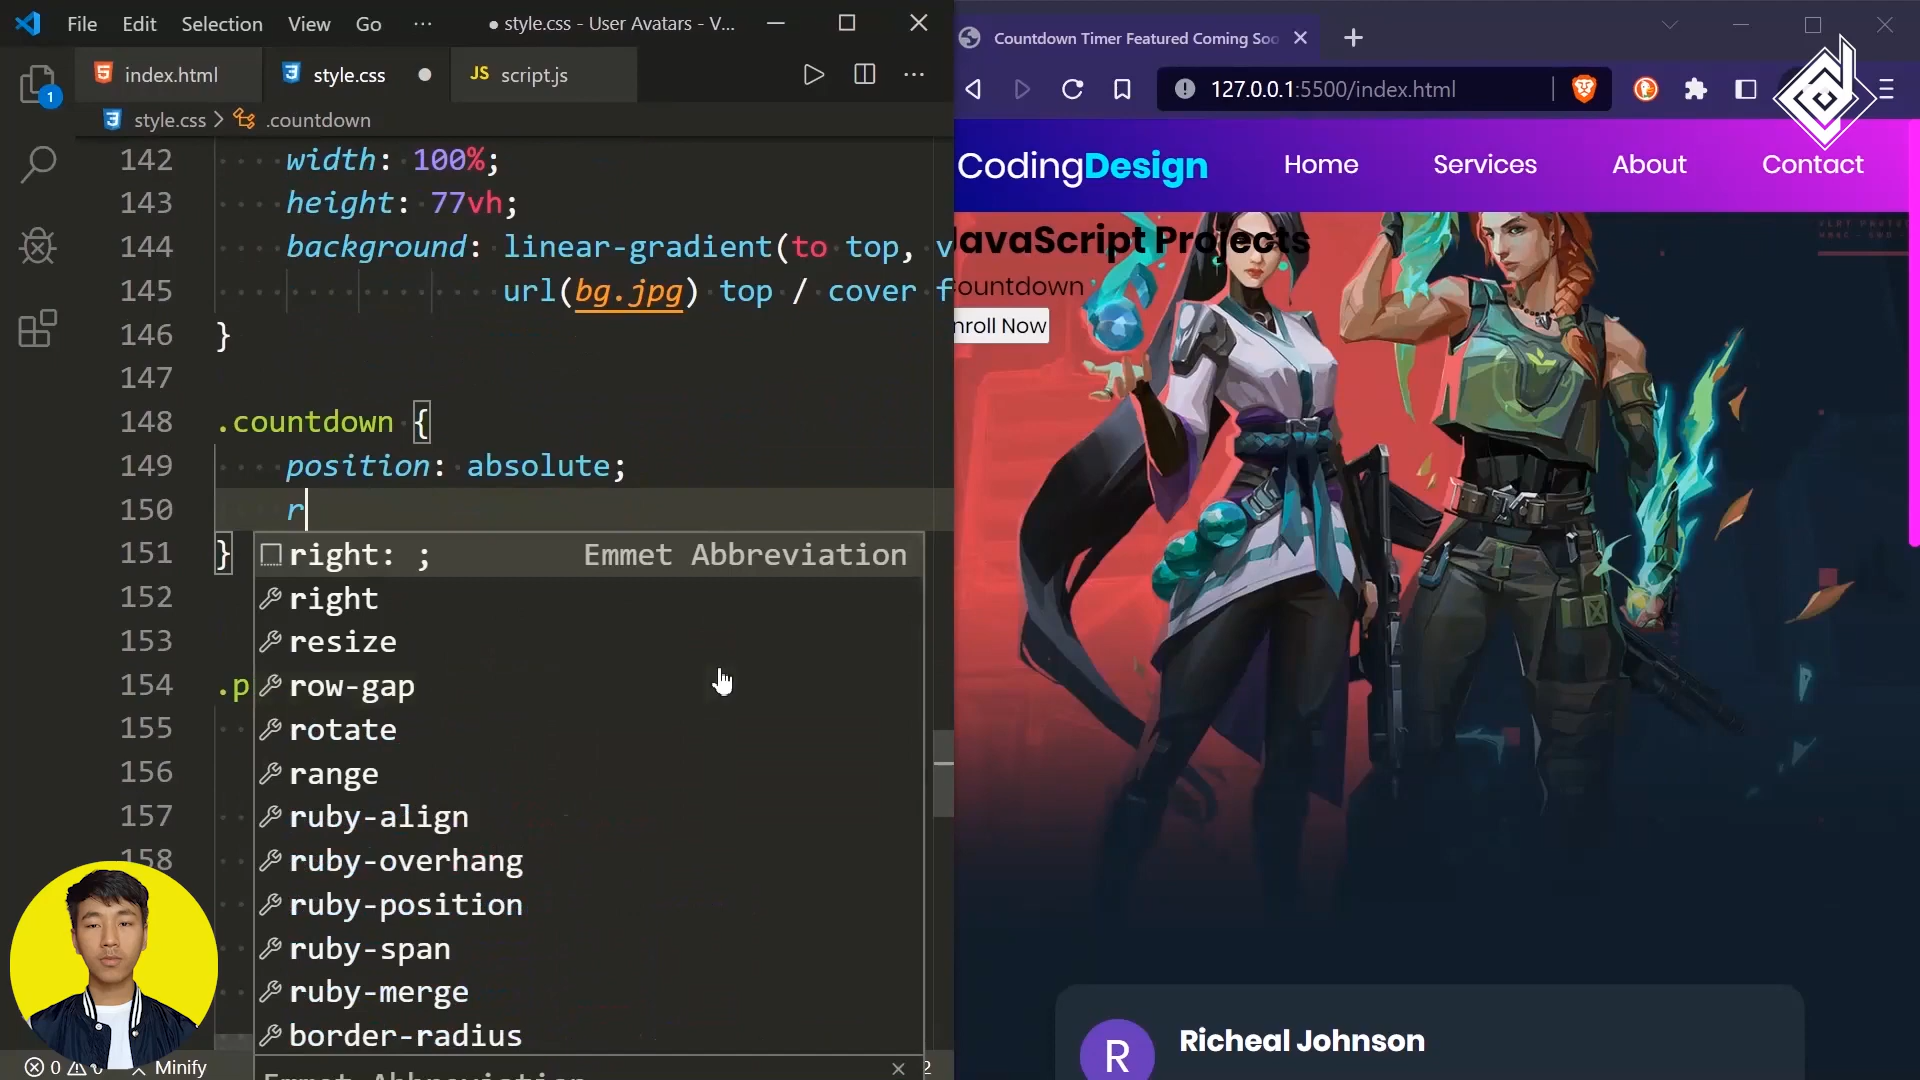 File Edit Selection View Go ··· ● style.css - User Avatars - V...
index.html style.css ● JS script.js
style.css > .countdown
142 width: 100%;
143 height: 77vh;
144 background: linear-gradient(to top, v
145 url(bg.jpg) top / cover f
146 }
147
148 .countdown {
149 position: absolute;
150 r
151 }
152
153
154 .p
155
156
157
158
right: ; Emmet Abbreviation
right
resize
row-gap
rotate
range
ruby-align
ruby-overhang
ruby-position
ruby-span
ruby-merge
border-radius
0 Minify
Countdown Timer Featured Coming Soo
127.0.0.1:5500/index.html
CodingDesign Home Services About Contact
JavaScript Projects
ountdown
nroll Now
R Richeal Johnson